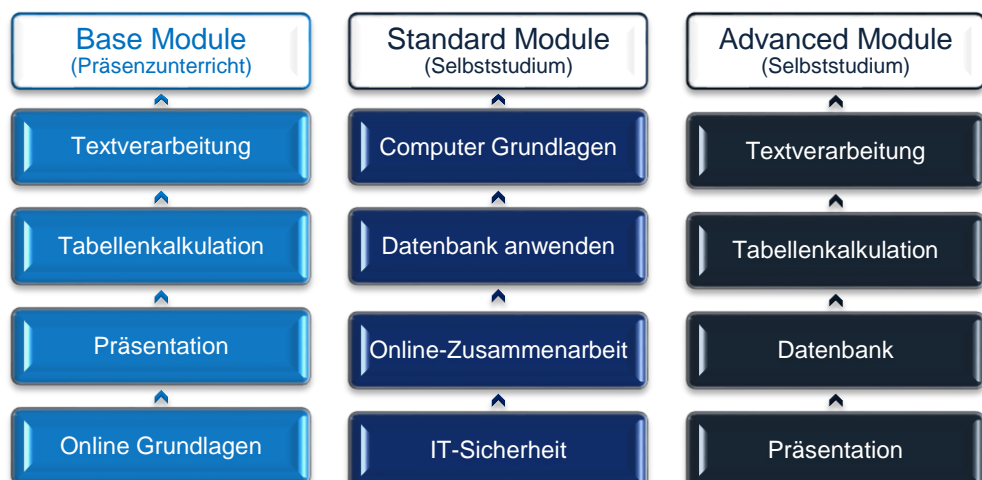 Base Module
(Präsenzunterricht)
Textverarbeitung
Tabellenkalkulation
Präsentation
Online Grundlagen
Standard Module
(Selbststudium)
Computer Grundlagen
Datenbank anwenden
Online-Zusammenarbeit
IT-Sicherheit
Advanced Module
(Selbststudium)
Textverarbeitung
Tabellenkalkulation
Datenbank
Präsentation